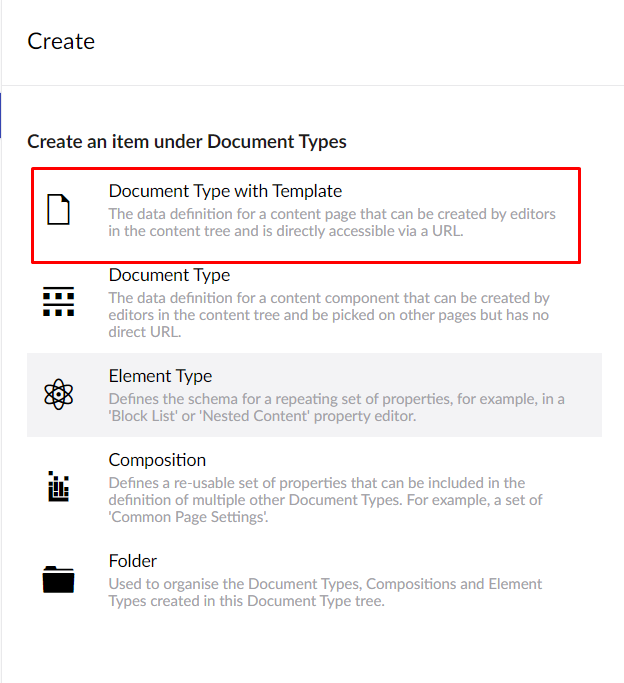 Create
Create an item under Document Types
Document Type with Template
The data definition for a content page that can be created by editors
in the content tree and is directly accessible via a URL.
Document Type
The data definition for a content component that can be created by
editors in the content tree and be picked on other pages but has no
direct URL.
Element Type
Defines the schema for a repeating set of properties, for example, in a
'Block List' or 'Nested Content' property editor.
Composition
Defines a re-usable set of properties that can be included in the
definition of multiple other Document Types. For example, a set of
'Common Page Settings'.
Folder
Used to organise the Document Types, Compositions and Element
Types created in this Document Type tree.